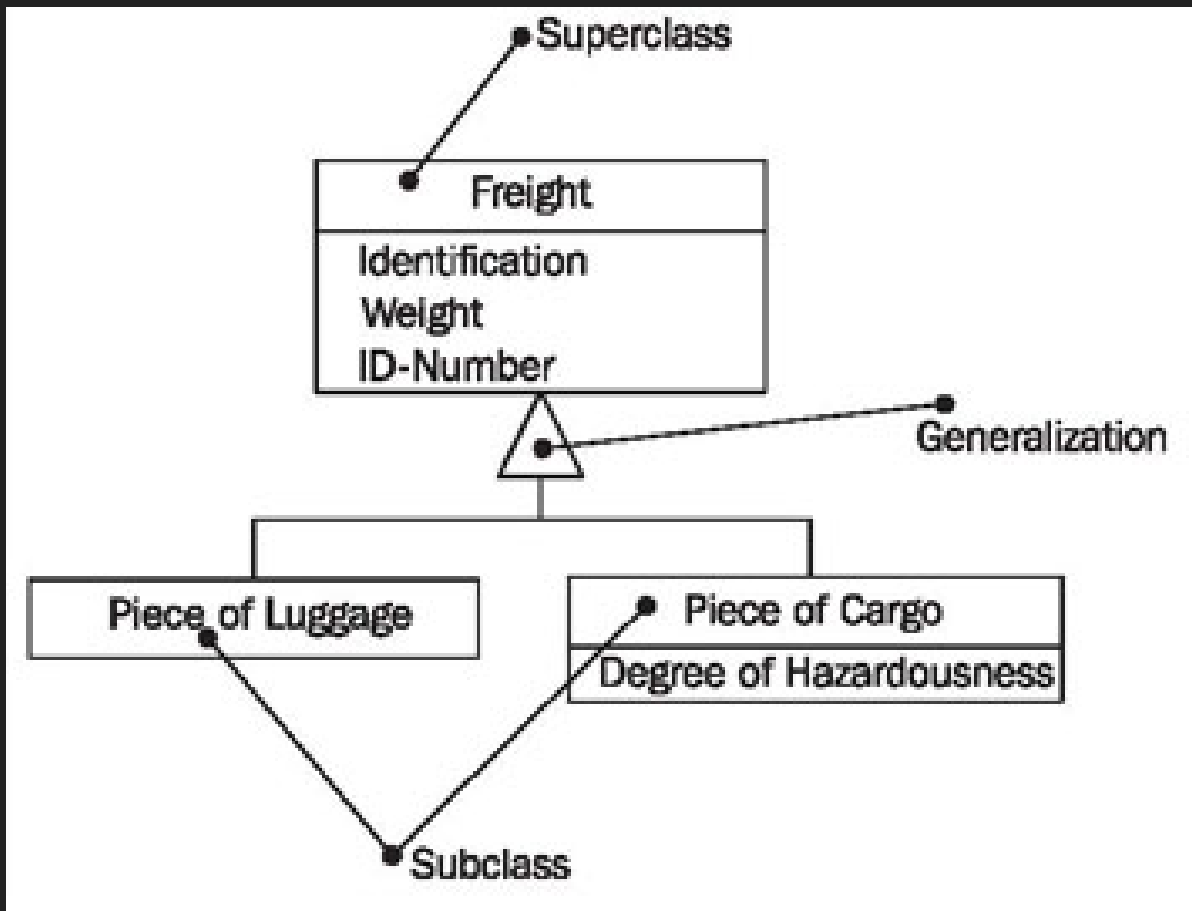 Superclass
Freight
Identification
Weight
ID-Number
Generalization
Piece of Luggage
Piece of Cargo
Degree of Hazardousness
Subclass